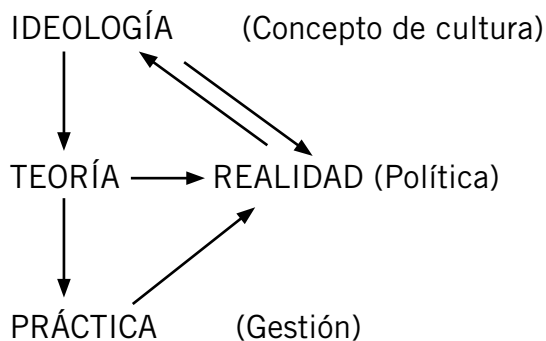 IDEOLOGÍA (Concepto de cultura)
TEORÍA REALIDAD (Política)
PRÁCTICA (Gestión)